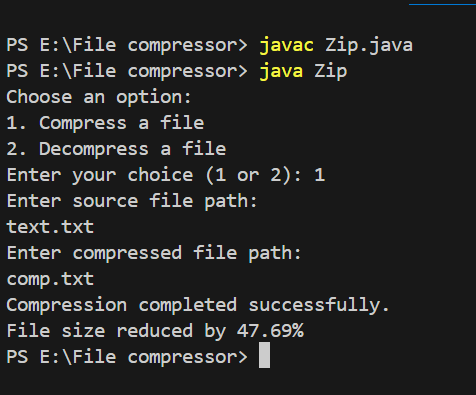 PS E:\File compressor> javac Zip.java
PS E:\File compressor> java Zip
Choose an option:
1. Compress a file
2. Decompress a file
Enter your choice (1 or 2): 1
Enter source file path:
text.txt
Enter compressed file path:
comp.txt
Compression completed successfully.
File size reduced by 47.69%
PS E:\File compressor>